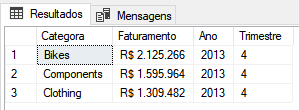 Resultados Mensagens
Categora Faturamento Ano Trimestre
1 Bikes R$ 2.125.266 2013 4
2 Components R$ 1.595.964 2013 4
3 Clothing R$ 1.309.482 2013 4